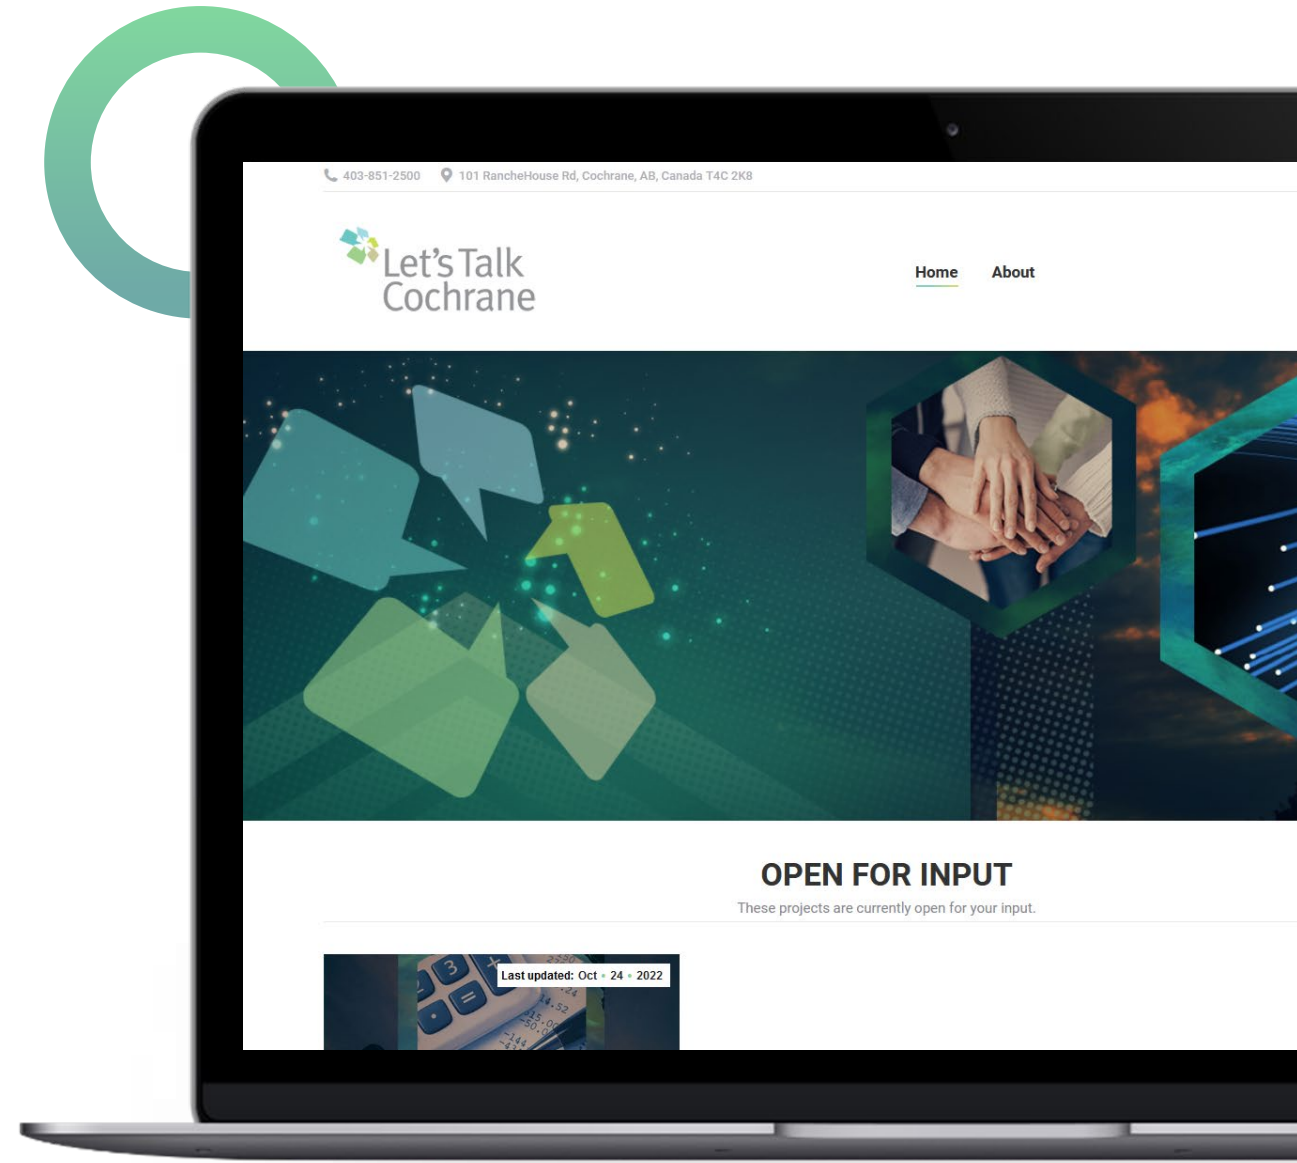 403-851-2500 101 RancheHouse Rd, Cochrane, AB, Canada T4C 2K8
Let's Talk
Cochrane
Home About
OPEN FOR INPUT
These projects are currently open for your input.
Last updated: Oct • 24 • 2022
3 +
=